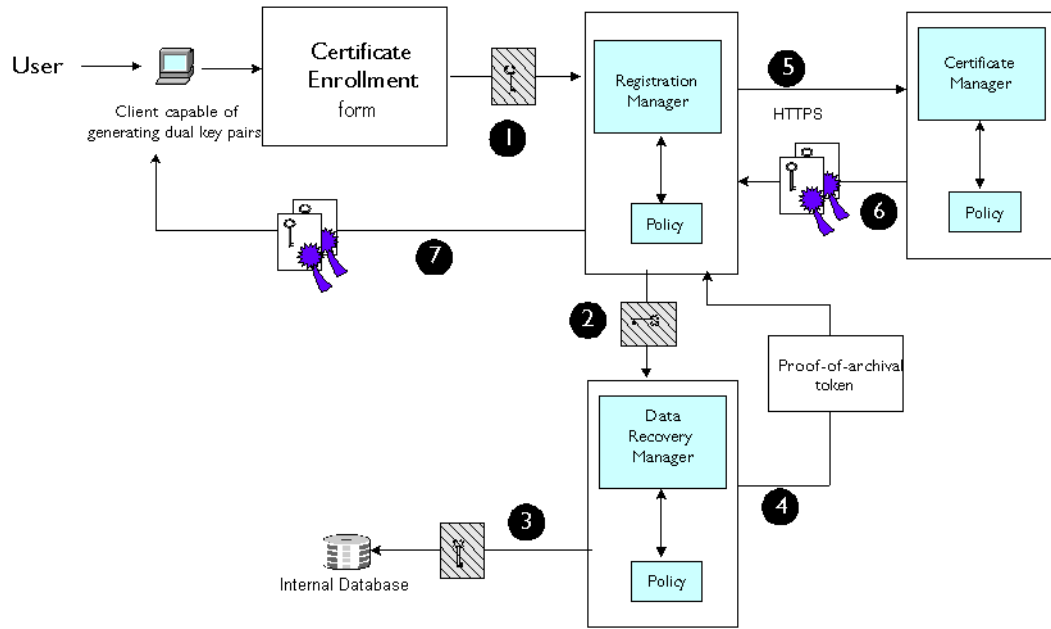 User
Client capable of
generating dual key pairs
Certificate
Enrollment
form
1
Registration
Manager
Policy
5
HTTPS
Certificate
Manager
Policy
6
7
2
Proof-of-archival
token
Data
Recovery
Manager
Policy
4
3
Internal Database